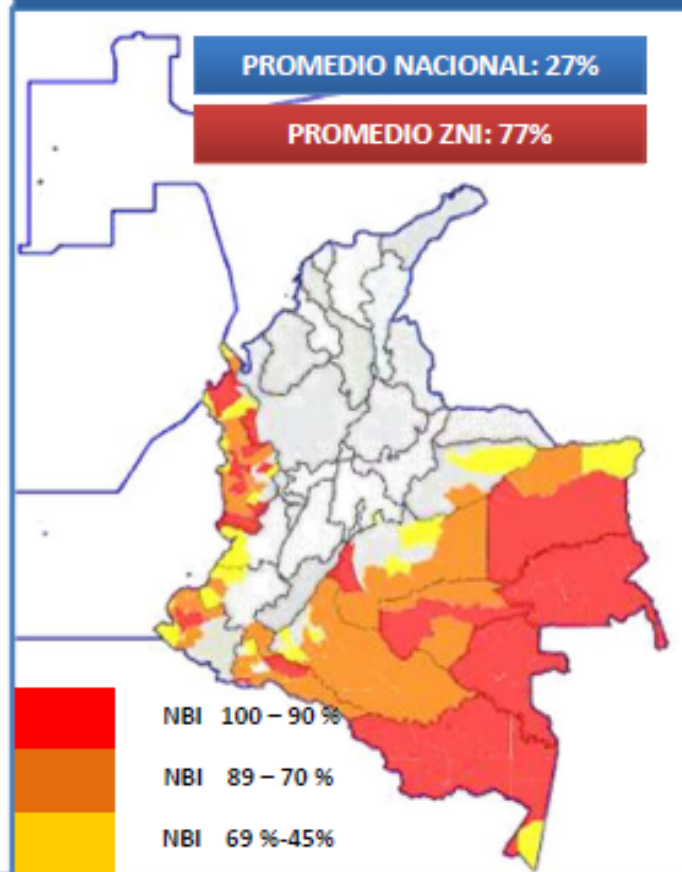 PROMEDIO NACIONAL: 27%
PROMEDIO ZNI: 77%
NBI 100 – 90 %
NBI 89 – 70 %
NBI 69 %-45%